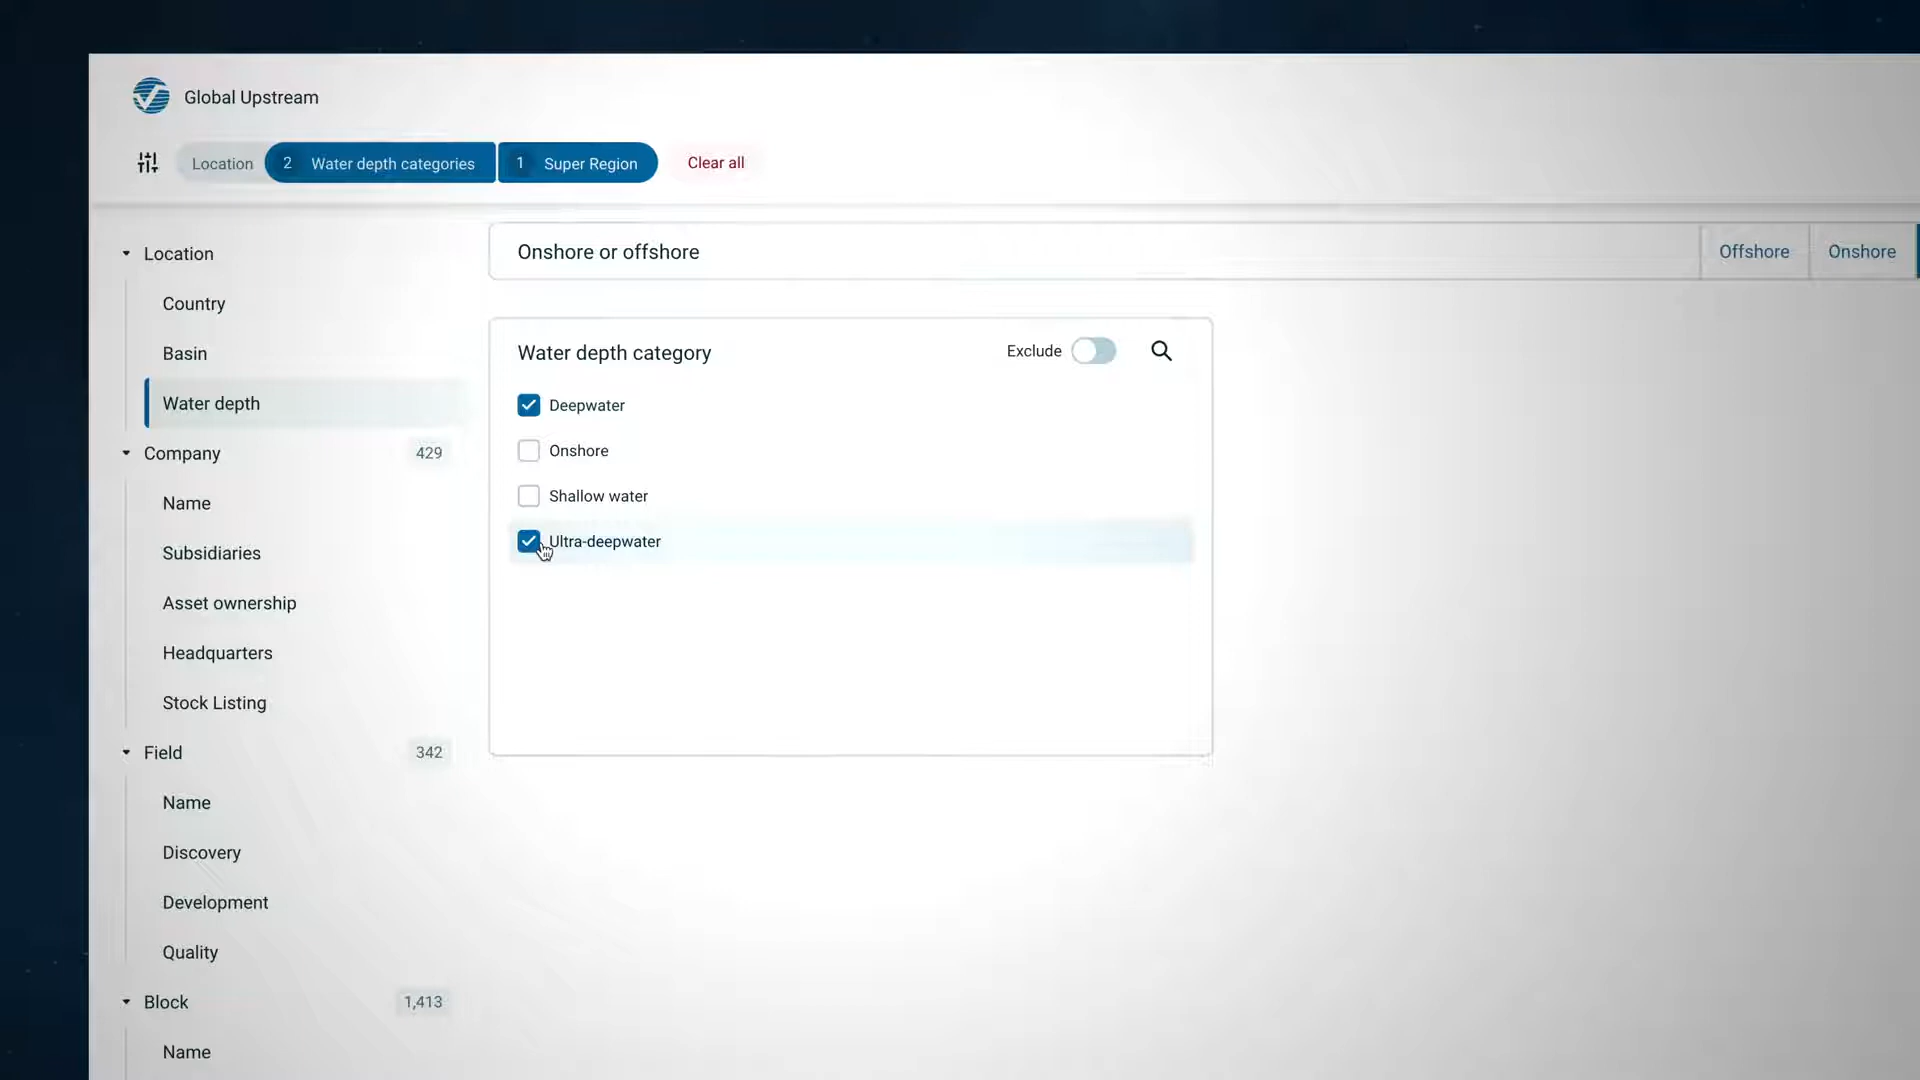 Global Upstream
Location 2 Water depth categories 1 Super Region Clear all
Location
Country
Basin
Water depth
Company 429
Name
Subsidiaries
Asset ownership
Headquarters
Stock Listing
Field 342
Name
Discovery
Development
Quality
Block 1,413
Name
Onshore or offshore Offshore Onshore
Water depth category Exclude
Deepwater
Onshore
Shallow water
Ultra-deepwater